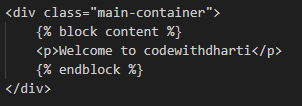 <div class="main-container">
    {% block content %}
    <p>Welcome to codewithdharti</p>
    {% endblock %}
</div>